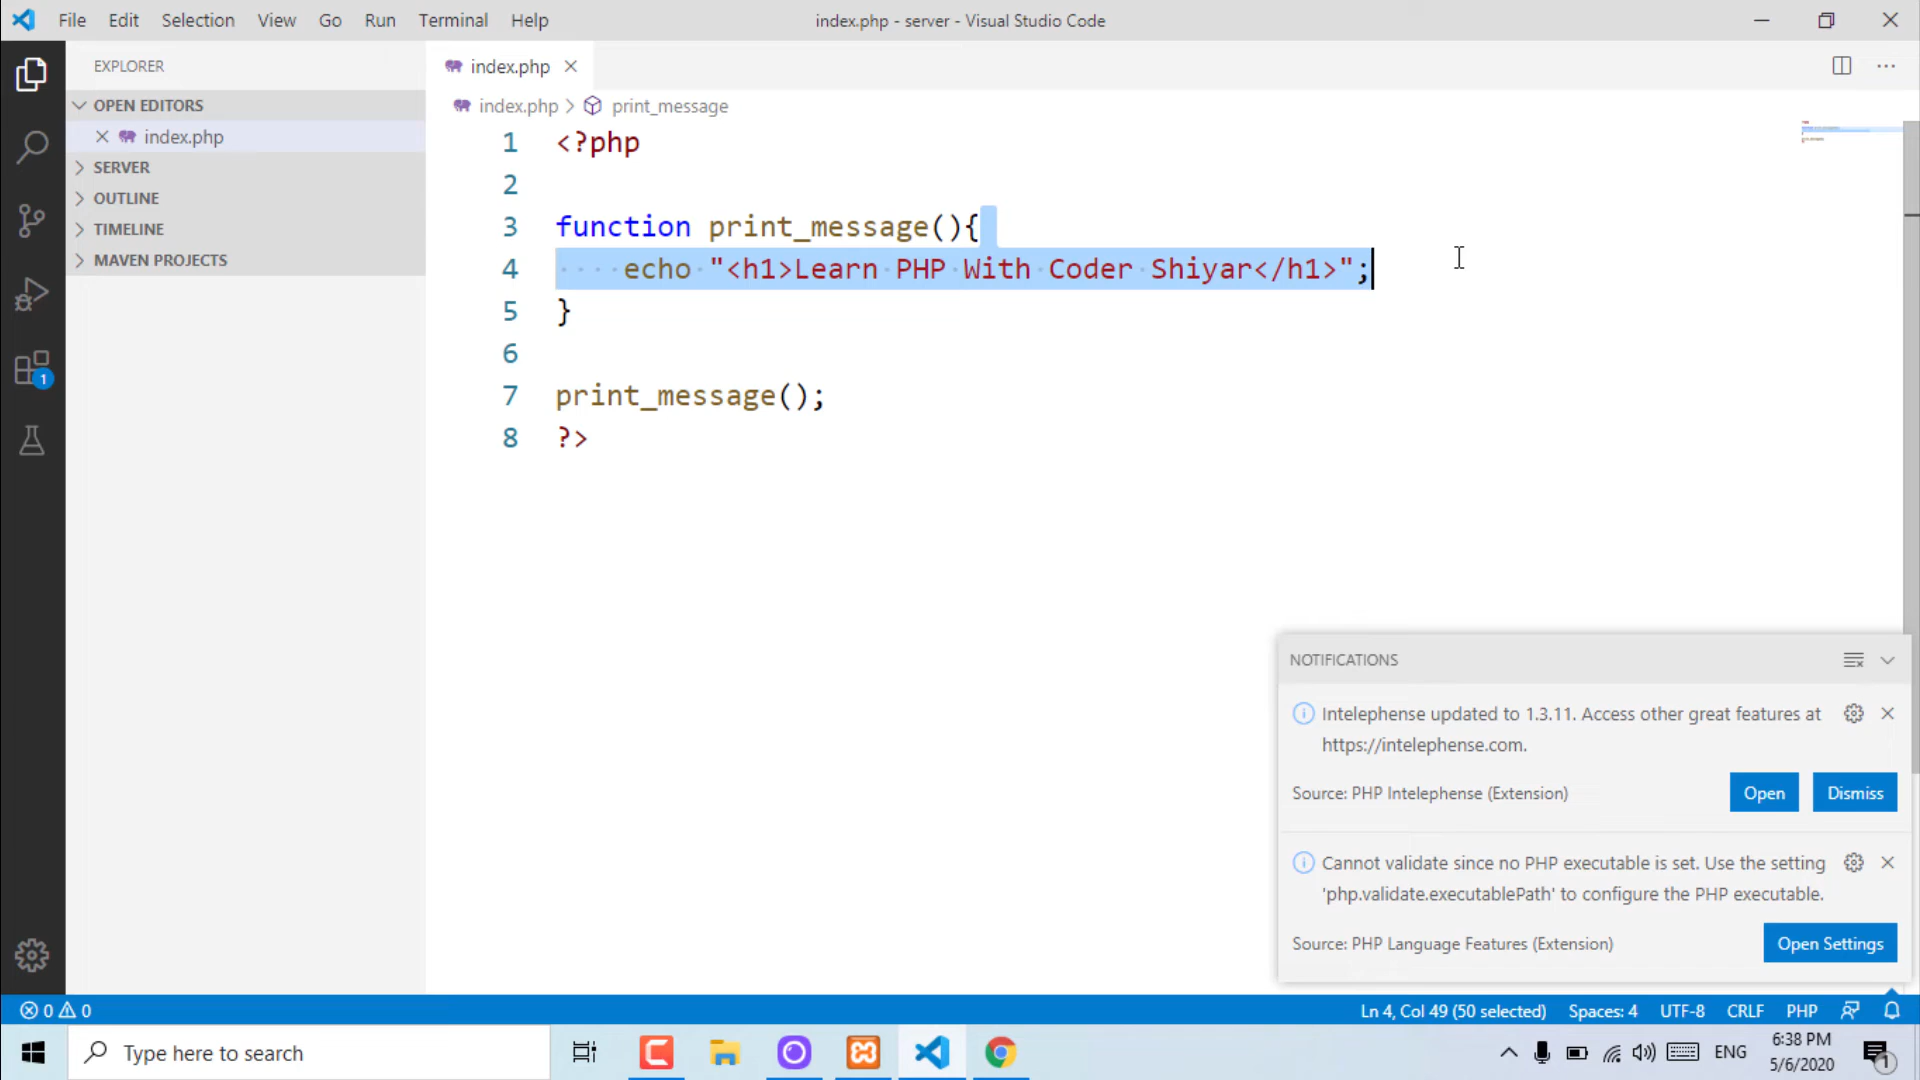 File Edit Selection View Go Run Terminal Help
index.php - server - Visual Studio Code
EXPLORER
OPEN EDITORS
index.php
SERVER
OUTLINE
TIMELINE
MAVEN PROJECTS
index.php
index.php > print_message
1 <?php
2
3 function print_message(){
4 ····echo·"<h1>Learn·PHP·With·Coder·Shiyar</h1>";
5 }
6
7 print_message();
8 ?>
1
NOTIFICATIONS
Intelephense updated to 1.3.11. Access other great features at
https://intelephense.com.
Source: PHP Intelephense (Extension)
Open Dismiss
Cannot validate since no PHP executable is set. Use the setting
'php.validate.executablePath' to configure the PHP executable.
Source: PHP Language Features (Extension)
Open Settings
0 0
Ln 4, Col 49 (50 selected) Spaces: 4 UTF-8 CRLF PHP
Type here to search
ENG
6:38 PM
5/6/2020
1